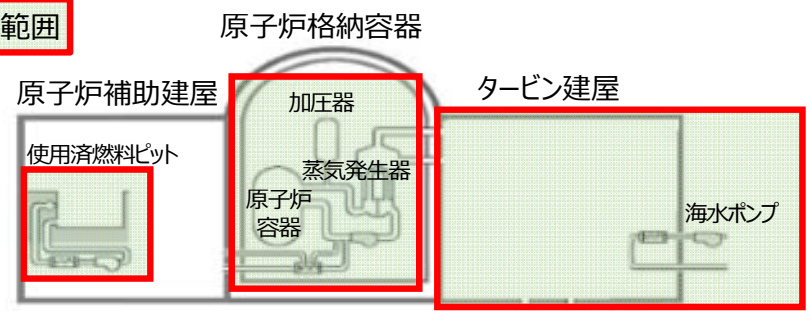 範囲
原子炉格納容器
原子炉補助建屋
タービン建屋
加圧器
使用済燃料ピット
蒸気発生器
原子炉
容器
海水ポンプ